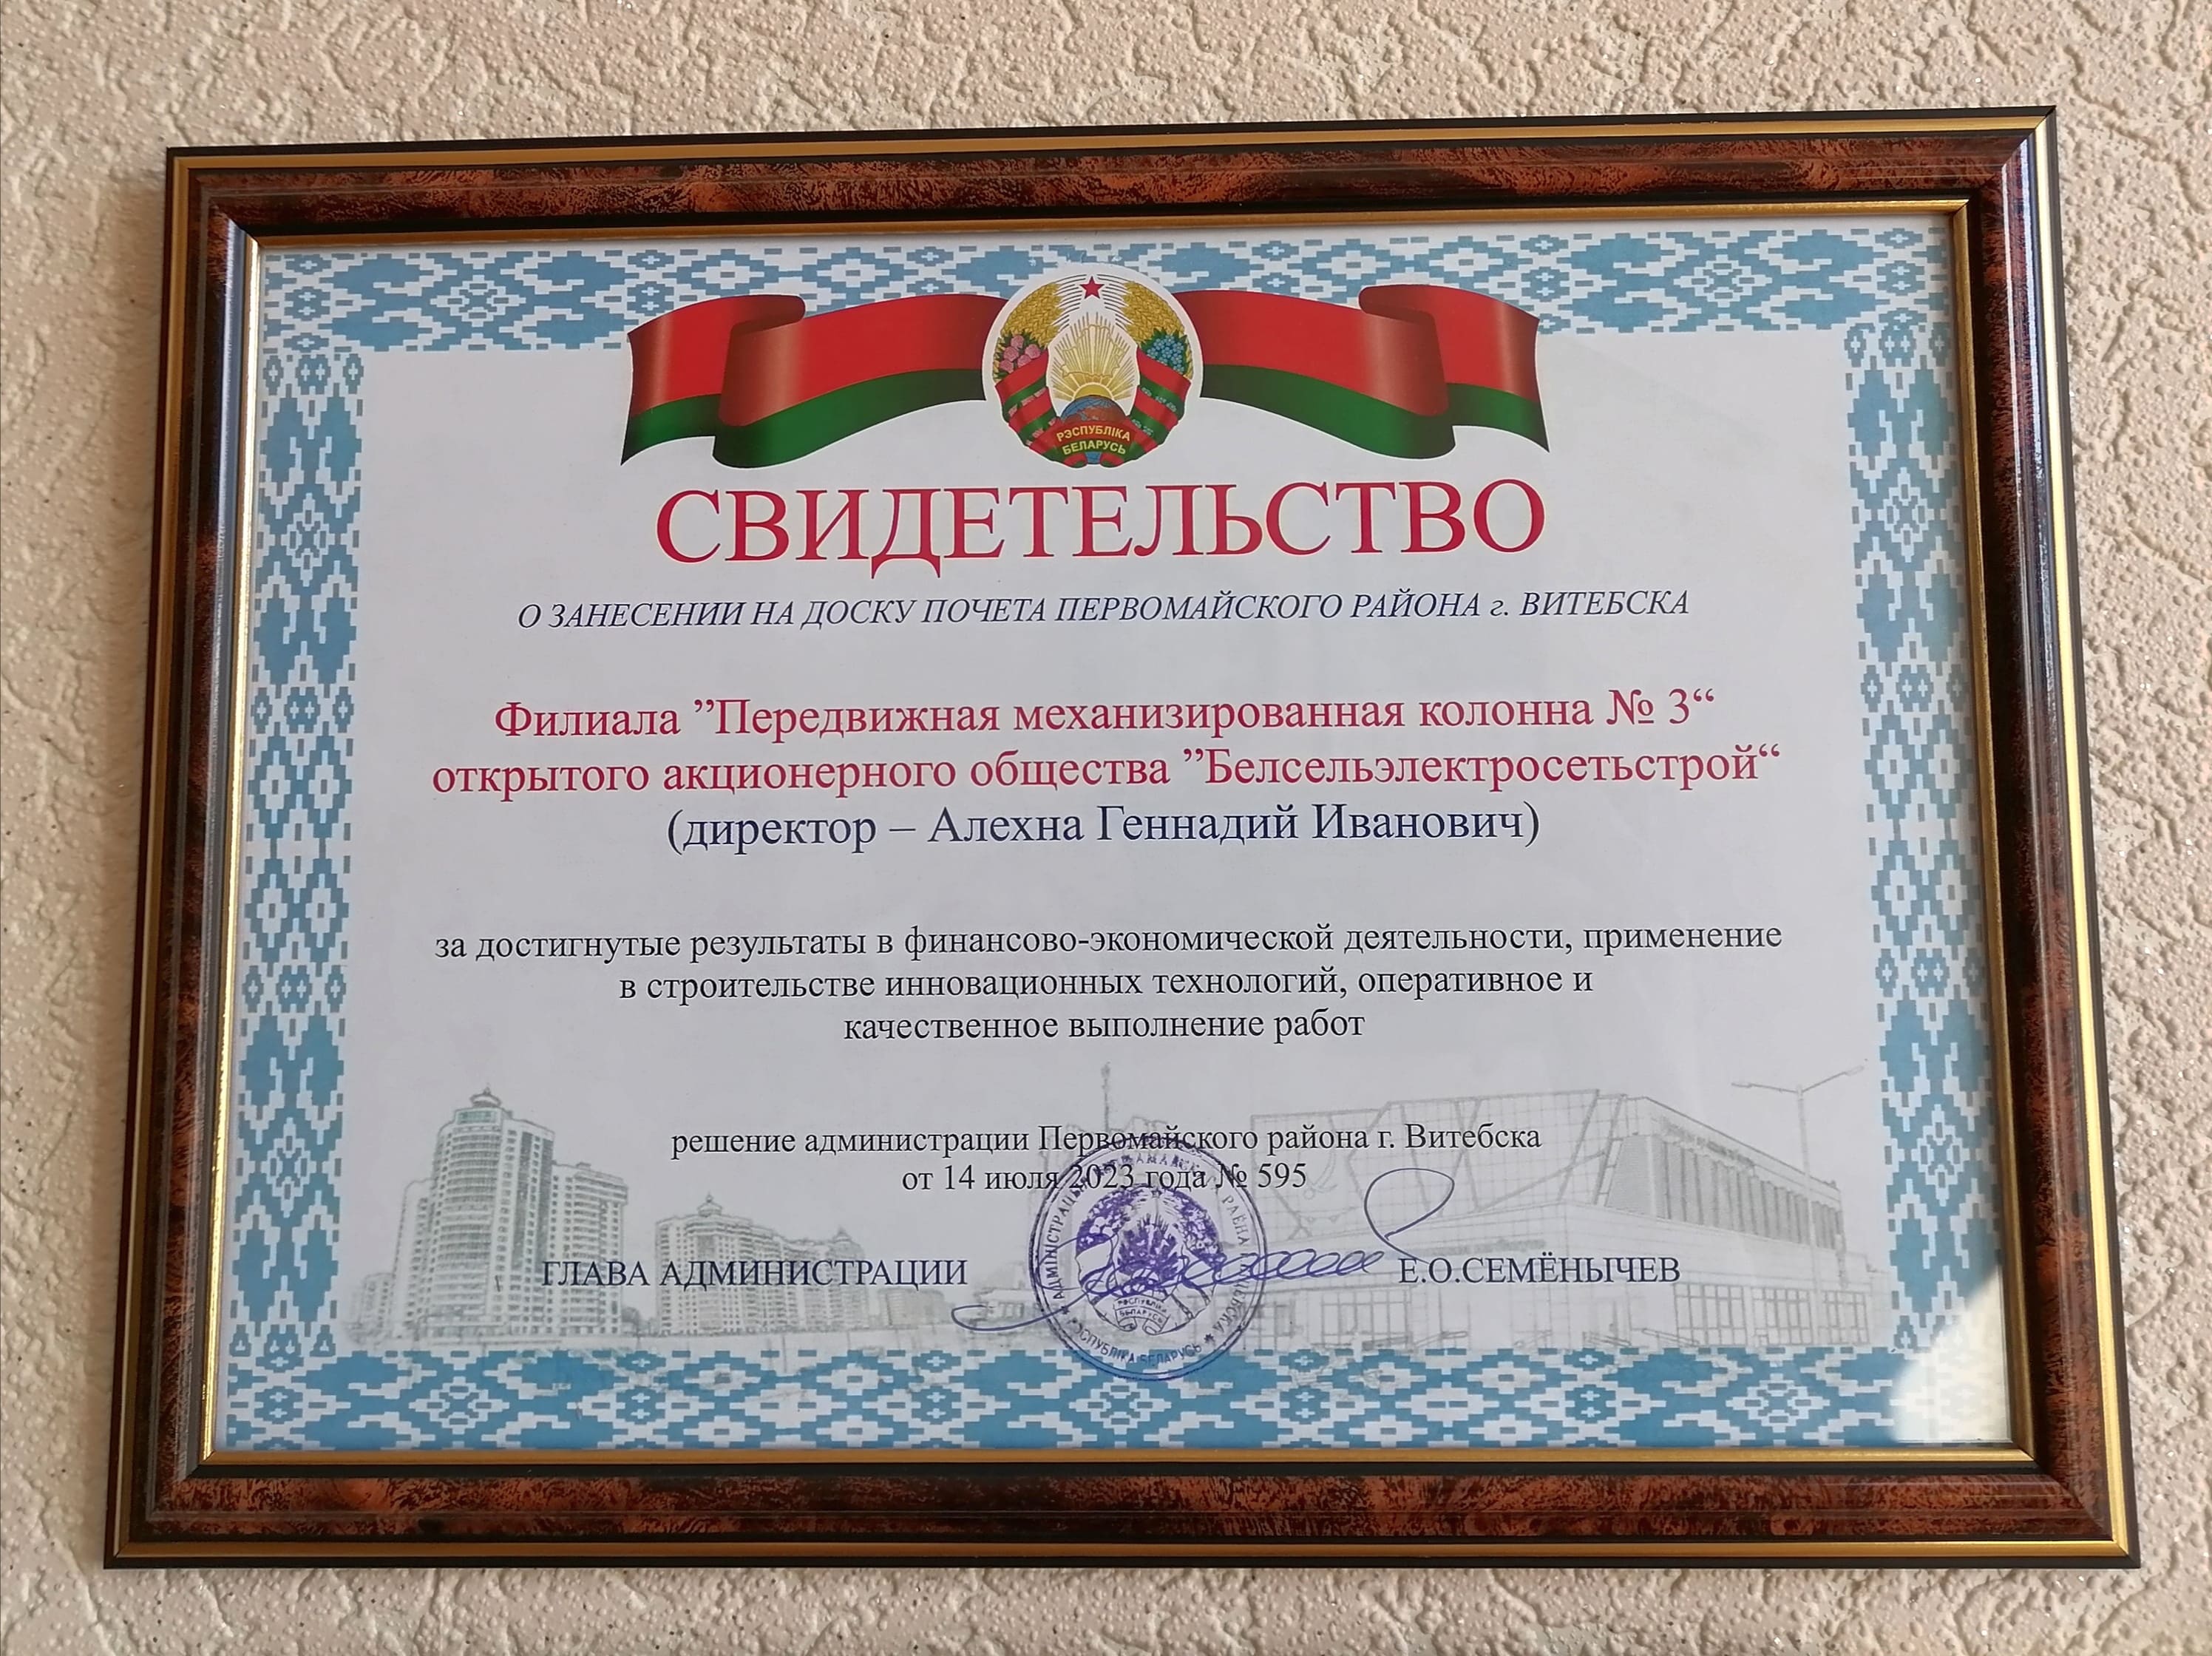 РЭСПУБЛІКА
БЕЛАРУСЬ
СВИДЕТЕЛЬСТВО
О ЗАНЕСЕНИИ НА ДОСКУ ПОЧЕТА ПЕРВОМАЙСКОГО РАЙОНА г. ВИТЕБСКА
Филиала ”Передвижная механизированная колонна № 3“
открытого акционерного общества ”Белсельэлектросетьстрой“
(директор – Алехна Геннадий Иванович)
за достигнутые результаты в финансово-экономической деятельности, применение
в строительстве инновационных технологий, оперативное и
качественное выполнение работ
решение администрации Первомайского района г. Витебска
от 14 июля 2023 года № 595
ГЛАВА АДМИНИСТРАЦИИ Е.О.СЕМЁНЫЧЕВ
РЭСПУБЛІКА БЕЛАРУСЬ